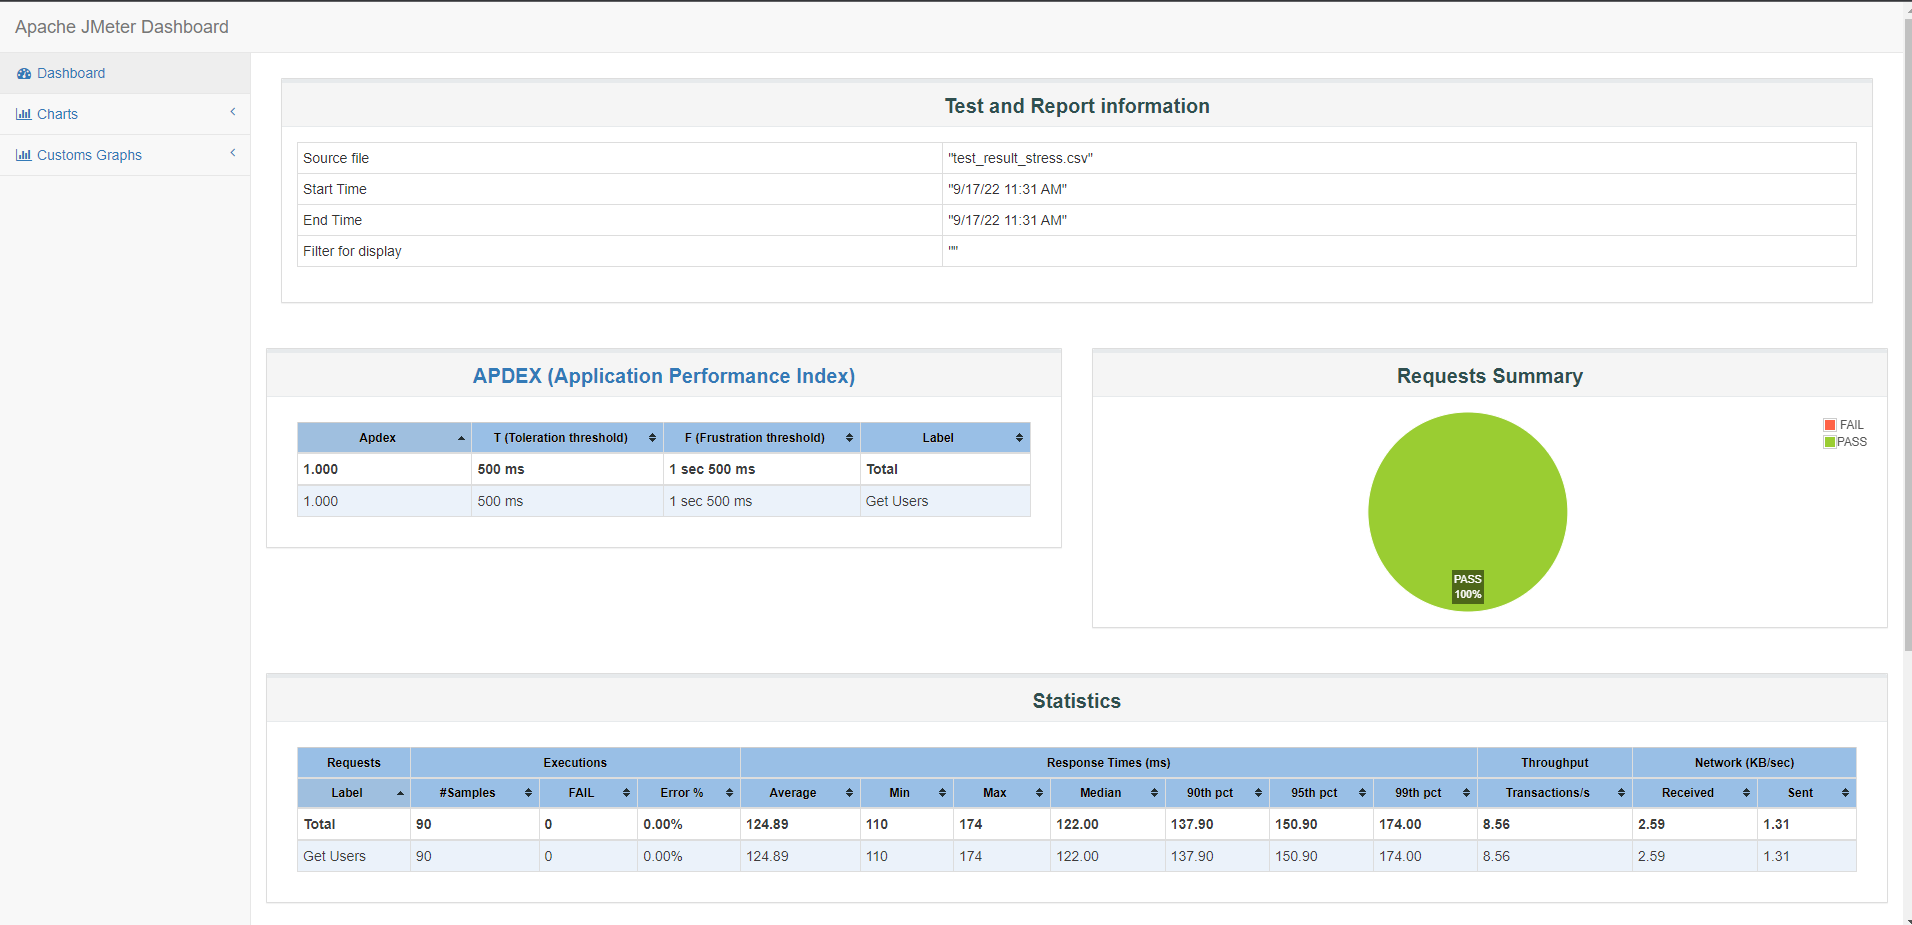 Apache JMeter Dashboard
Dashboard
Charts
Customs Graphs
Test and Report information
Source file "test_result_stress.csv"
Start Time "9/17/22 11:31 AM"
End Time "9/17/22 11:31 AM"
Filter for display ""
APDEX (Application Performance Index)
Apdex T (Toleration threshold) F (Frustration threshold) Label
1.000 500 ms 1 sec 500 ms Total
1.000 500 ms 1 sec 500 ms Get Users
Requests Summary
FAIL
PASS
PASS
100%
Statistics
Requests Executions Response Times (ms) Throughput Network (KB/sec)
Label #Samples FAIL Error % Average Min Max Median 90th pct 95th pct 99th pct Transactions/s Received Sent
Total 90 0 0.00% 124.89 110 174 122.00 137.90 150.90 174.00 8.56 2.59 1.31
Get Users 90 0 0.00% 124.89 110 174 122.00 137.90 150.90 174.00 8.56 2.59 1.31